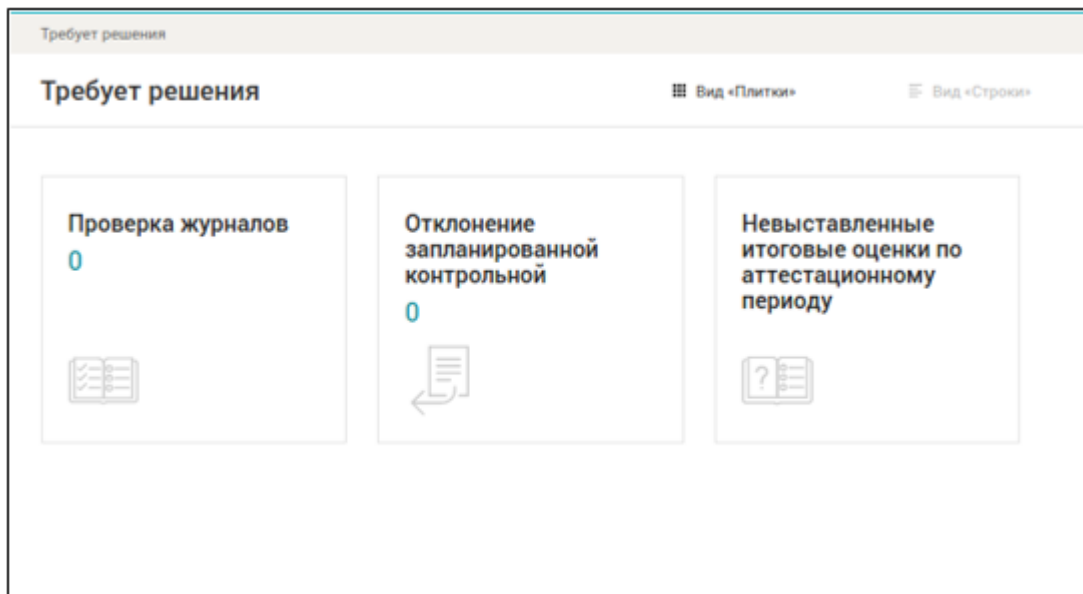 Требует решения
Требует решения
Вид «Плитки»
Вид «Строки»
Проверка журналов
0
Отклонение
запланированной
контрольной
0
Невыставленные
итоговые оценки по
аттестационному
периоду
?